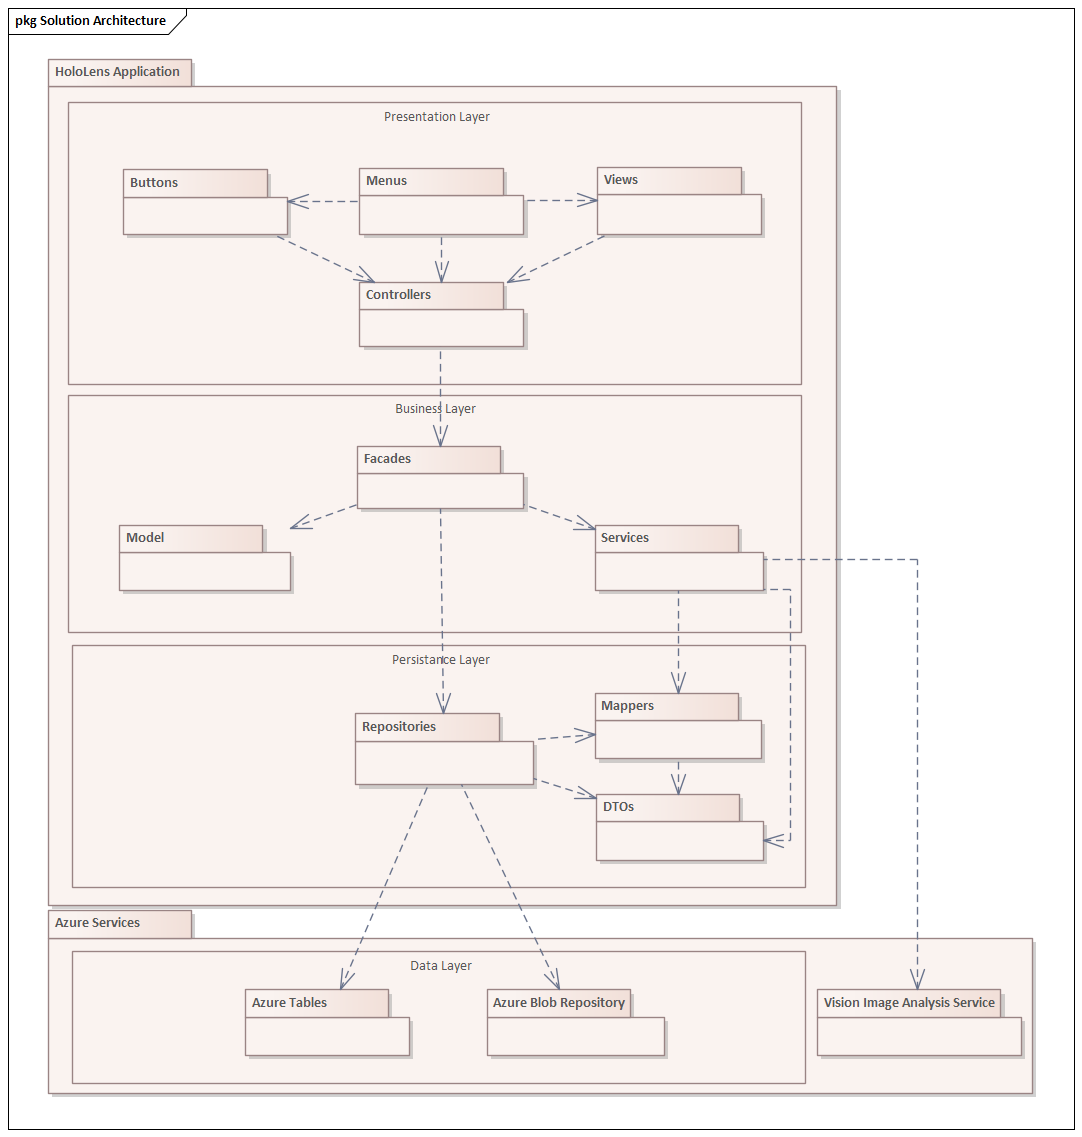 pkg Solution Architecture
HoloLens Application
Presentation Layer
Buttons
Menus
Views
Controllers
Business Layer
Facades
Model
Services
Persistance Layer
Mappers
Repositories
DTOs
Azure Services
Data Layer
Azure Tables
Azure Blob Repository
Vision Image Analysis Service